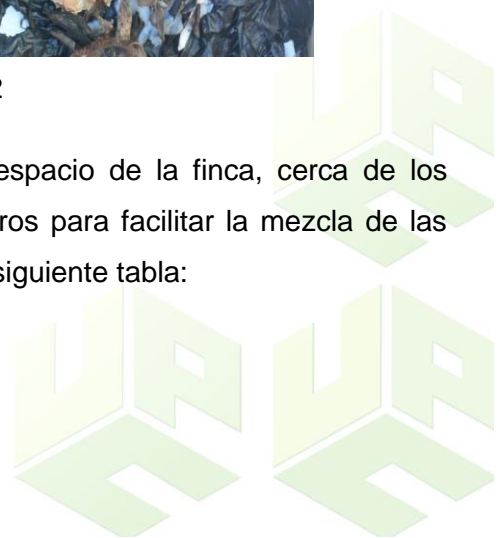 2
espacio de la finca, cerca de los
ros para facilitar la mezcla de las
siguiente tabla: